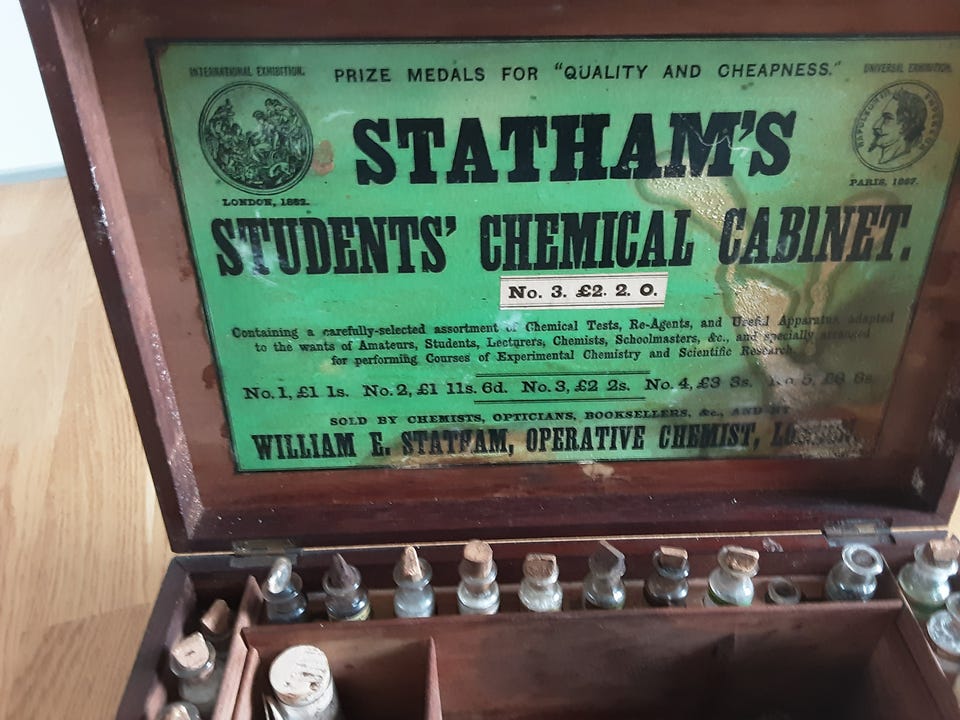 INTERNATIONAL EXHIBITION.
PRIZE MEDALS FOR "QUALITY AND CHEAPNESS."
UNIVERSAL EXHIBITION.
STATHAM'S
LONDON, 1862.
PARIS, 1867.
STUDENTS' CHEMICAL CABINET.
No. 3. £2. 2. 0.
Containing a carefully-selected assortment of Chemical Tests, Re-Agents, and Useful Apparatus adapted
to the wants of Amateurs, Students, Lecturers, Chemists, Schoolmasters, &c., and specially arranged
for performing Courses of Experimental Chemistry and Scientific Research.
No. 1, £1 1s. No. 2, £1 11s. 6d. No. 3, £2 2s. No. 4, £3 3s. No. 5,
SOLD BY CHEMISTS, OPTICIANS, BOOKSELLERS, &c., AND BY
WILLIAM E. STATHAM, OPERATIVE CHEMIST, LONDON.